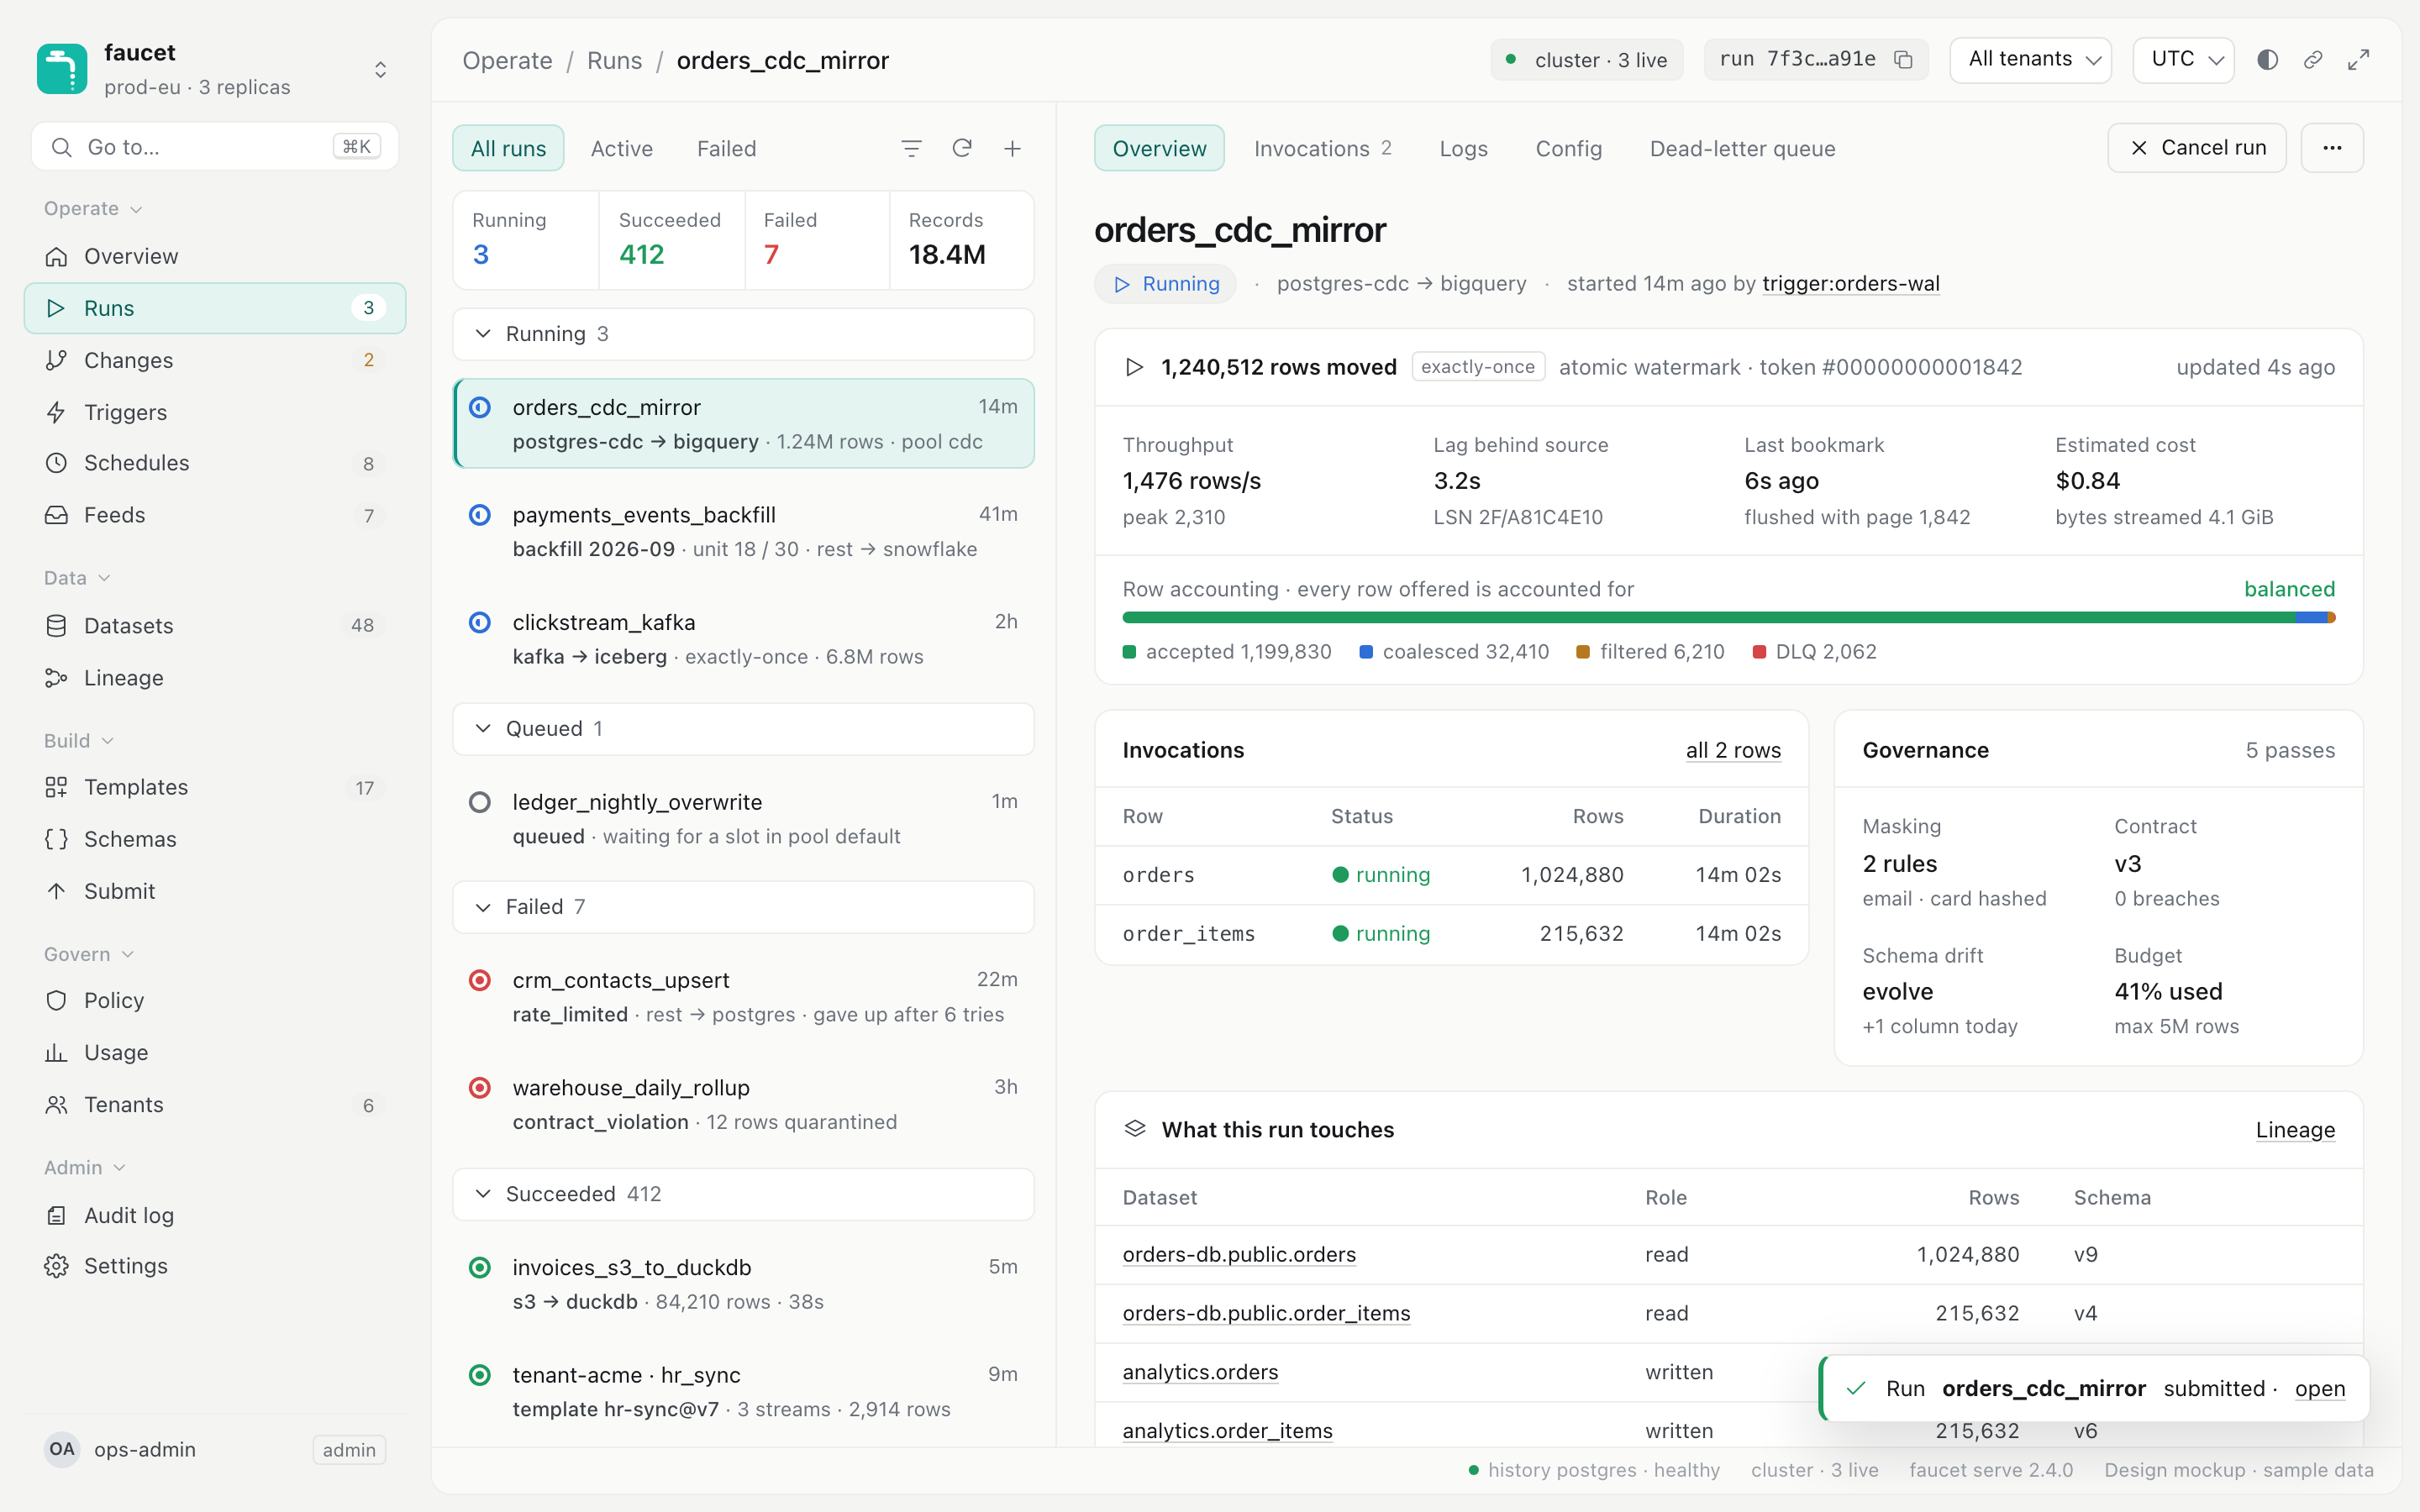 faucet
prod-eu · 3 replicas
Go to... ⌘K
Operate
Overview
Runs 3
Changes 2
Triggers
Schedules 8
Feeds 7
Data
Datasets 48
Lineage
Build
Templates 17
Schemas
Submit
Govern
Policy
Usage
Tenants 6
Admin
Audit log
Settings
OA ops-admin admin
Operate / Runs / orders_cdc_mirror
cluster · 3 live run 7f3c…a91e All tenants UTC
All runs Active Failed
Running Succeeded Failed Records
3 412 7 18.4M
Running 3
orders_cdc_mirror 14m
postgres-cdc → bigquery · 1.24M rows · pool cdc
payments_events_backfill 41m
backfill 2026-09 · unit 18 / 30 · rest → snowflake
clickstream_kafka 2h
kafka → iceberg · exactly-once · 6.8M rows
Queued 1
ledger_nightly_overwrite 1m
queued · waiting for a slot in pool default
Failed 7
crm_contacts_upsert 22m
rate_limited · rest → postgres · gave up after 6 tries
warehouse_daily_rollup 3h
contract_violation · 12 rows quarantined
Succeeded 412
invoices_s3_to_duckdb 5m
s3 → duckdb · 84,210 rows · 38s
tenant-acme · hr_sync 9m
template hr-sync@v7 · 3 streams · 2,914 rows
Overview Invocations 2 Logs Config Dead-letter queue Cancel run
orders_cdc_mirror
Running · postgres-cdc → bigquery · started 14m ago by trigger:orders-wal
1,240,512 rows moved exactly-once atomic watermark · token #00000000001842 updated 4s ago
Throughput Lag behind source Last bookmark Estimated cost
1,476 rows/s 3.2s 6s ago $0.84
peak 2,310 LSN 2F/A81C4E10 flushed with page 1,842 bytes streamed 4.1 GiB
Row accounting · every row offered is accounted for balanced
accepted 1,199,830 coalesced 32,410 filtered 6,210 DLQ 2,062
Invocations all 2 rows
Row Status Rows Duration
orders running 1,024,880 14m 02s
order_items running 215,632 14m 02s
Governance 5 passes
Masking Contract
2 rules v3
email · card hashed 0 breaches
Schema drift Budget
evolve 41% used
+1 column today max 5M rows
What this run touches Lineage
Dataset Role Rows Schema
orders-db.public.orders read 1,024,880 v9
orders-db.public.order_items read 215,632 v4
analytics.orders written
analytics.order_items written 215,632 v6
Run orders_cdc_mirror submitted · open
history postgres · healthy cluster · 3 live faucet serve 2.4.0 Design mockup · sample data